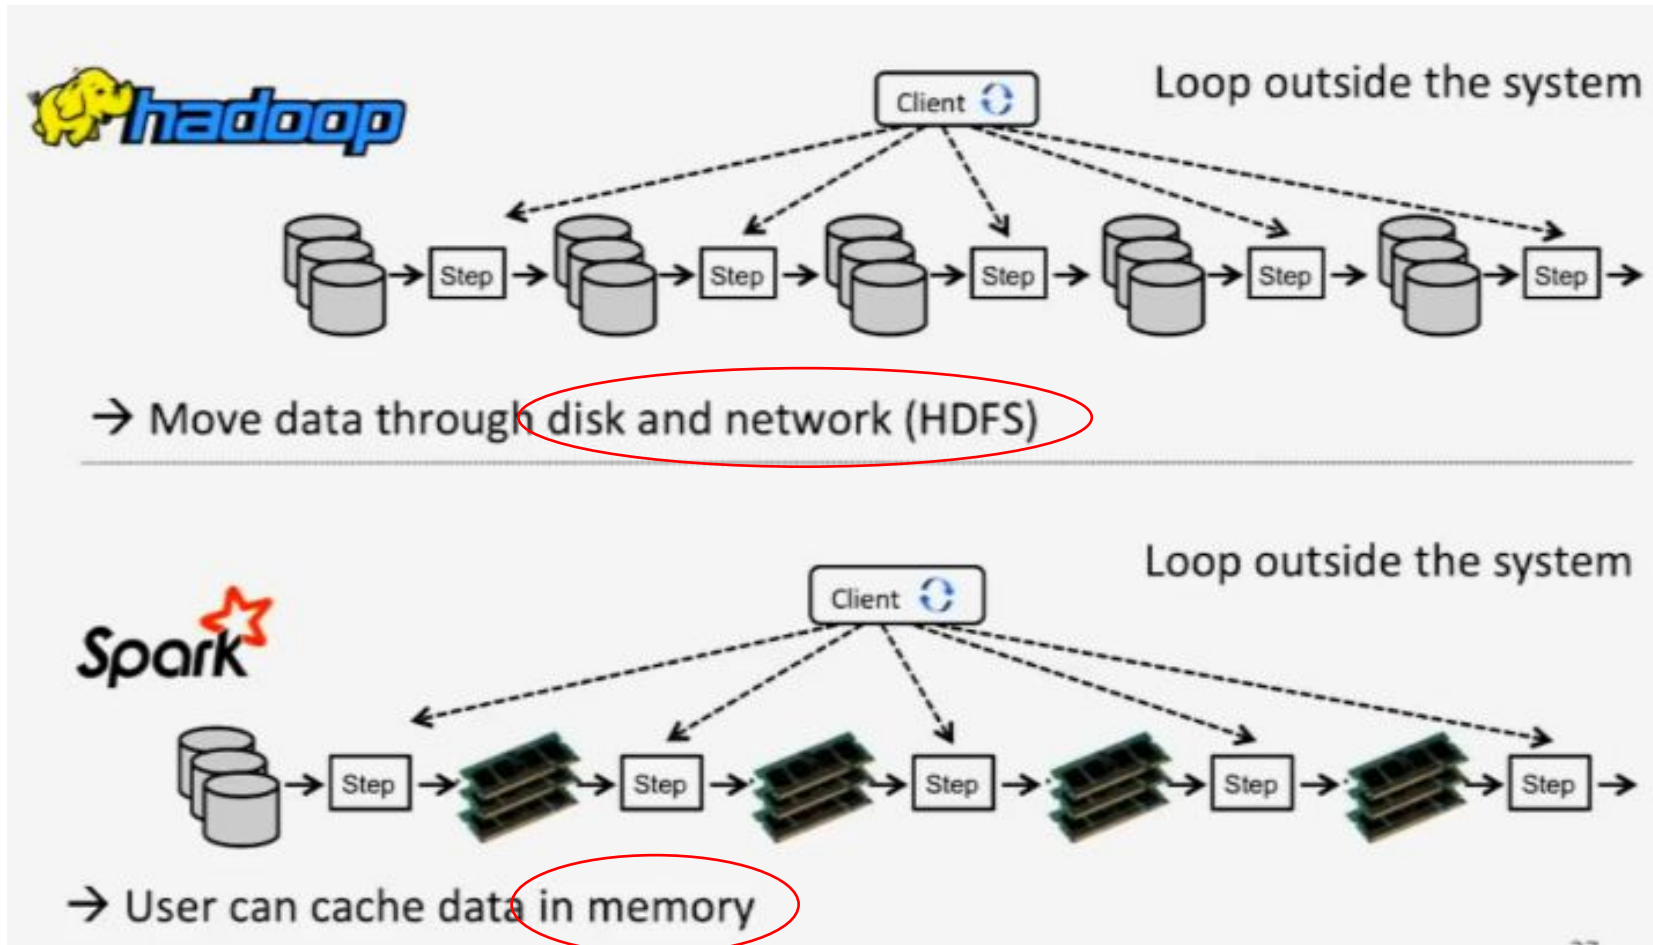 hadoop
Client
Loop outside the system
Step
Step
Step
Step
Step
→ Move data through disk and network (HDFS)
Loop outside the system
Client
Spark
Step
Step
Step
Step
Step
→ User can cache data in memory